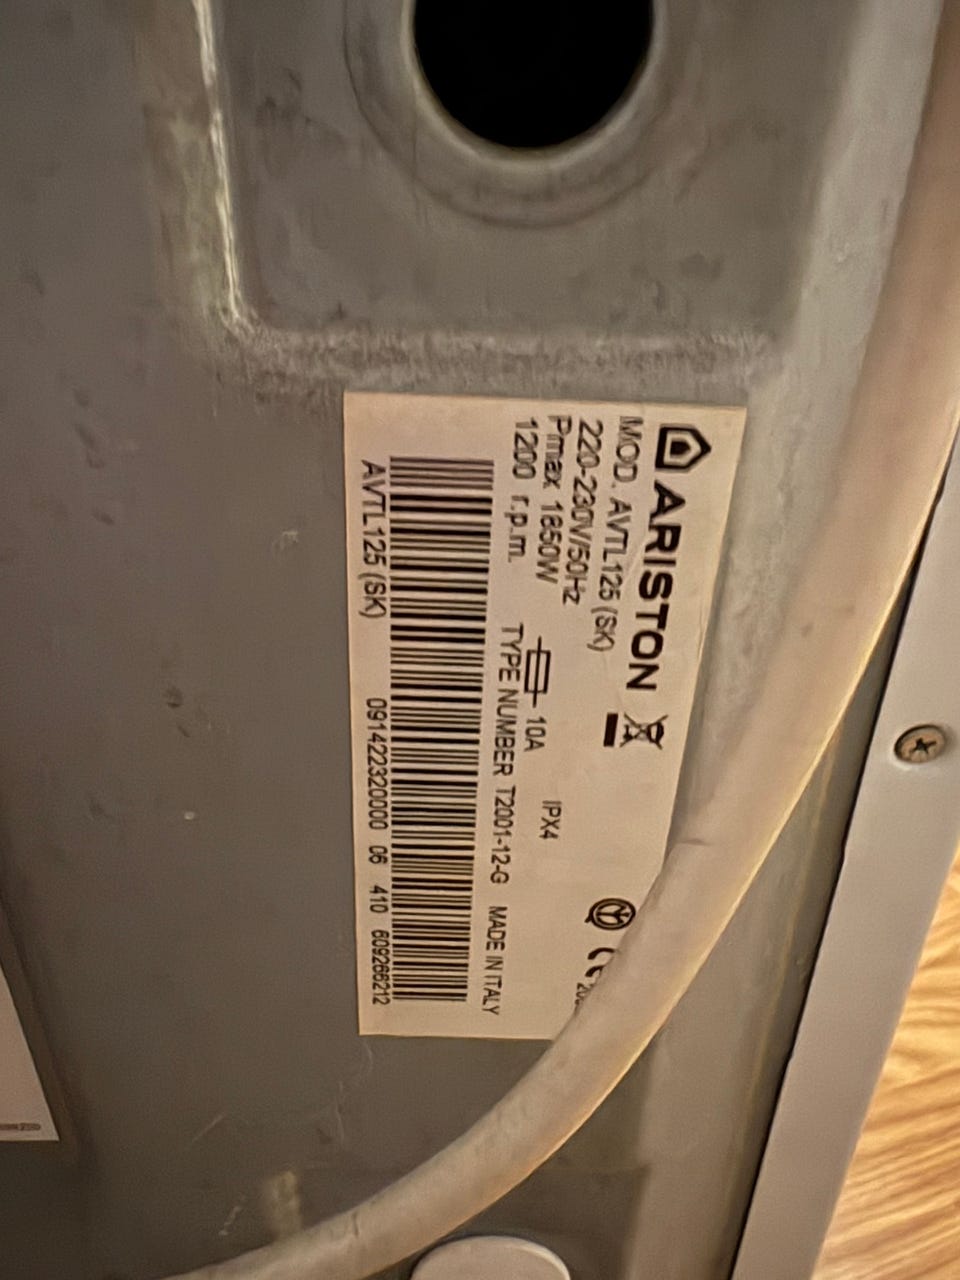 ARISTON
MOD. AVTL125 (SK)
220-230V/50Hz
Pmax 1850W 10A IPX4
1200 r.p.m. TYPE NUMBER T2001-12-G MADE IN ITALY
AVTL125 (SK) 091422320000 06 410 609266212